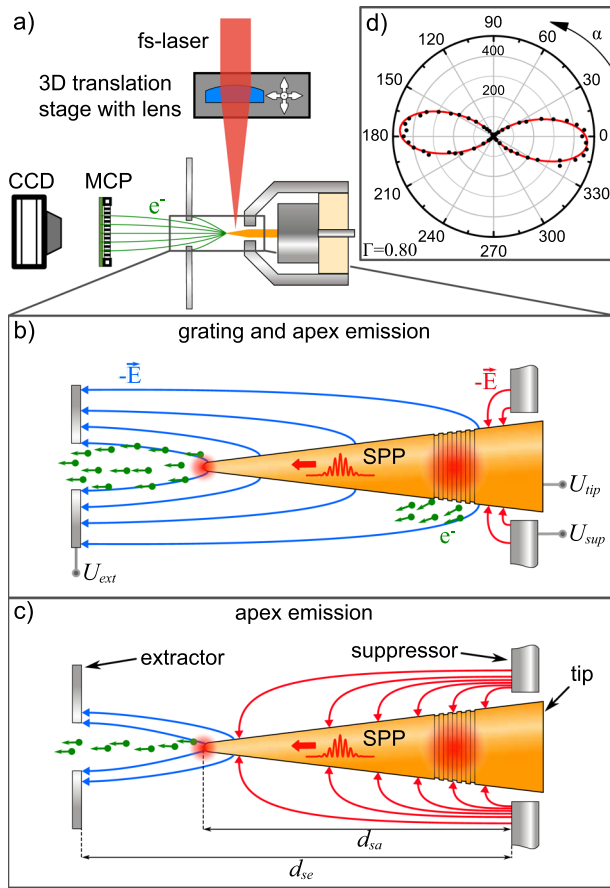 a)
fs-laser
3D translation
stage with lens
CCD
MCP
e-
d)
90
120
60
α
400
150
30
200
180
0
210
330
240
300
270
Γ=0.80
b)
grating and apex emission
-E
-E
SPP
U_tip
e-
U_sup
U_ext
c)
apex emission
suppressor
extractor
tip
SPP
d_sa
d_se